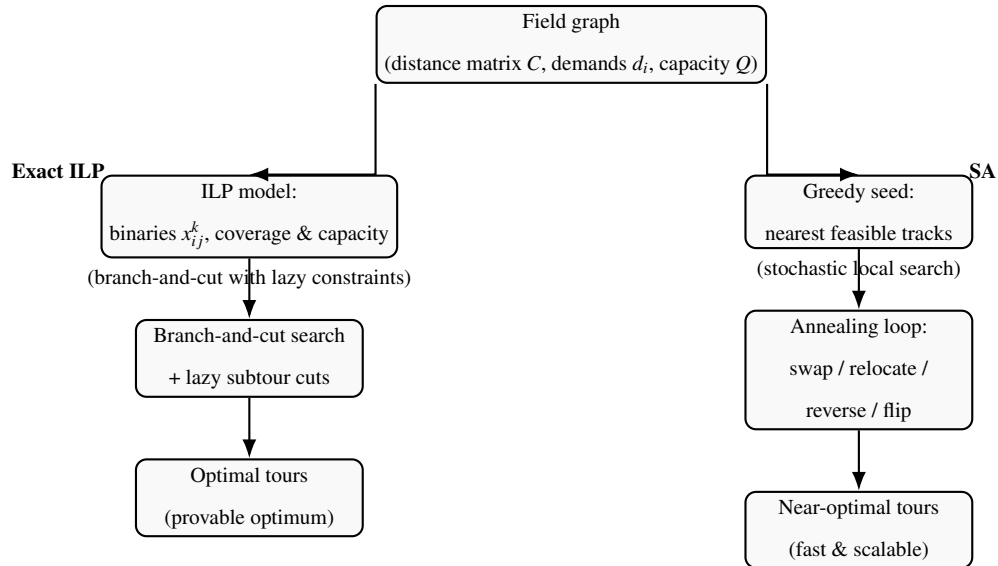 Field graph
(distance matrix C, demands d_i, capacity Q)
Exact ILP
ILP model:
binaries x_{ij}^k, coverage & capacity
(branch-and-cut with lazy constraints)
Branch-and-cut search
+ lazy subtour cuts
Optimal tours
(provable optimum)
SA
Greedy seed:
nearest feasible tracks
(stochastic local search)
Annealing loop:
swap / relocate /
reverse / flip
Near-optimal tours
(fast & scalable)